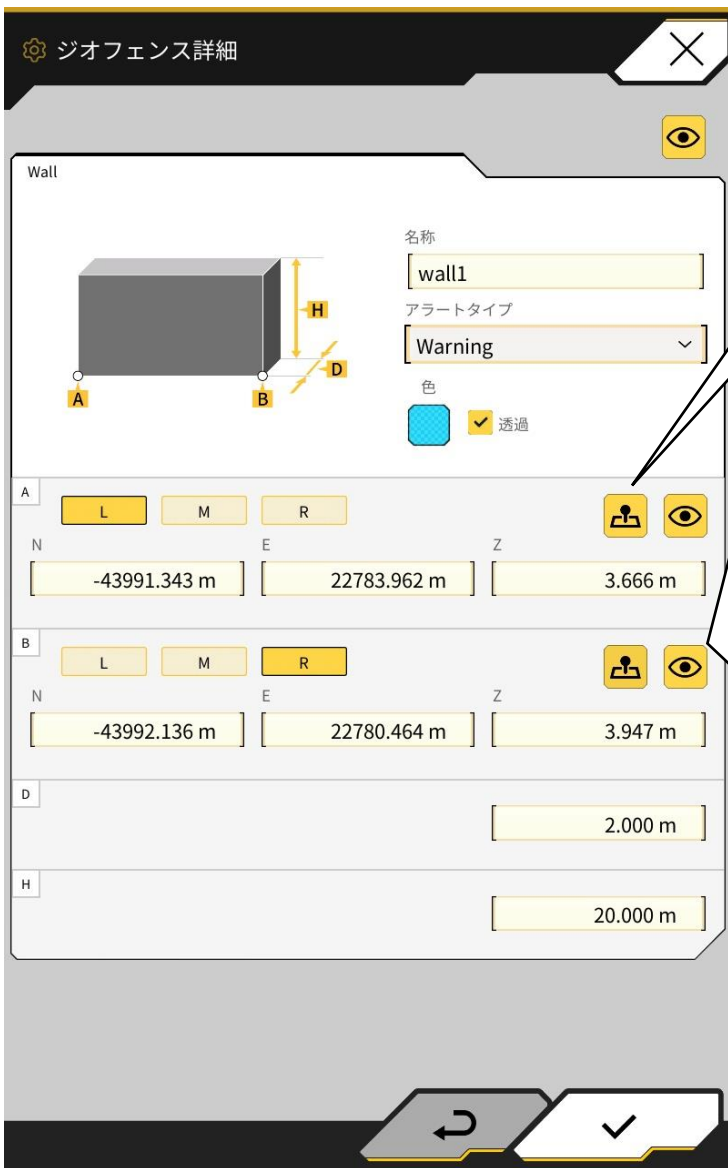 ジオフェンス詳細
Wall
名称
wall1
アラートタイプ
Warning
色
透過
H
D
A
B
A
L M R
N E Z
-43991.343 m 22783.962 m 3.666 m
B
L M R
N E Z
-43992.136 m 22780.464 m 3.947 m
D
2.000 m
H
20.000 m